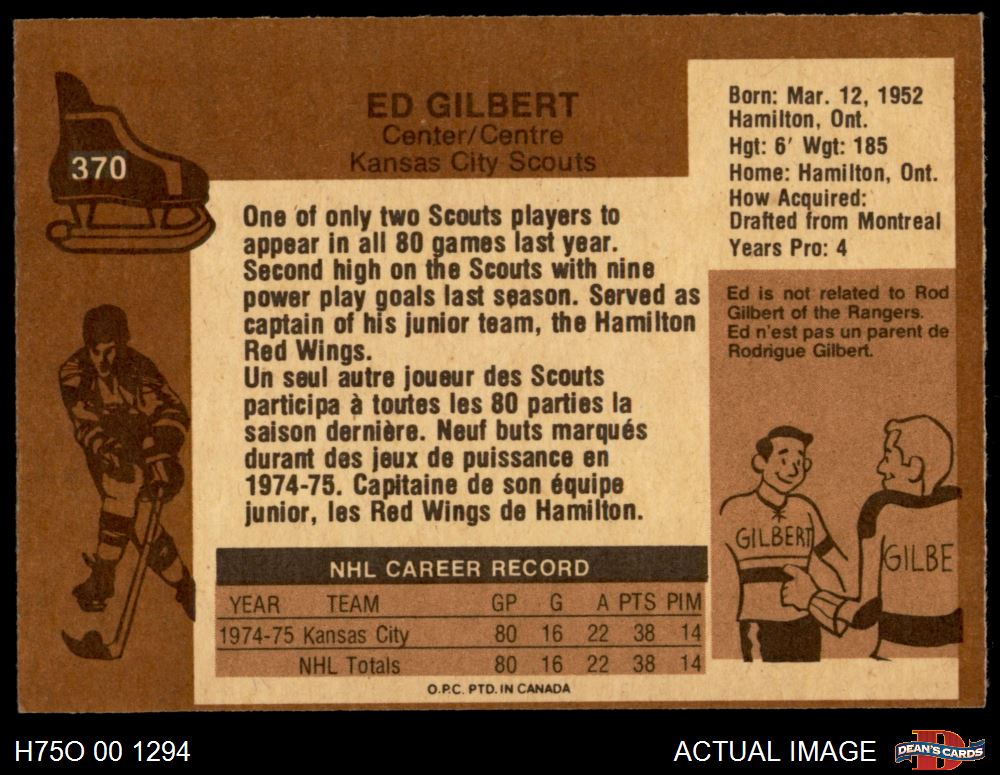 370
ED GILBERT
Center/Centre
Kansas City Scouts
Born: Mar. 12, 1952
Hamilton, Ont.
Hgt: 6' Wgt: 185
Home: Hamilton, Ont.
How Acquired:
Drafted from Montreal
Years Pro: 4
One of only two Scouts players to
appear in all 80 games last year.
Second high on the Scouts with nine
power play goals last season. Served as
captain of his junior team, the Hamilton
Red Wings.
Un seul autre joueur des Scouts
participa à toutes les 80 parties la
saison dernière. Neuf buts marqués
durant des jeux de puissance en
1974-75. Capitaine de son équipe
junior, les Red Wings de Hamilton.
Ed is not related to Rod
Gilbert of the Rangers.
Ed n'est pas un parent de
Rodrigue Gilbert.
GILBERT
GILBE
NHL CAREER RECORD
YEAR TEAM GP G A PTS PIM
1974-75 Kansas City 80 16 22 38 14
NHL Totals 80 16 22 38 14
O.P.C. PTD. IN CANADA
H75O 00 1294
ACTUAL IMAGE
D
DEAN'S CARDS